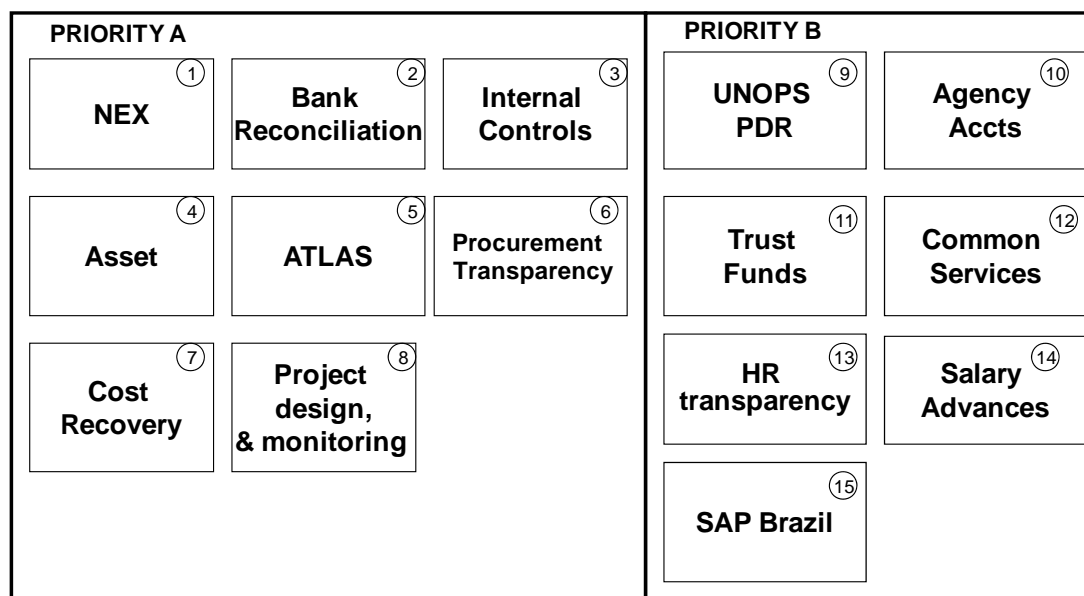 PRIORITY A
1
NEX
2
Bank
Reconciliation
3
Internal
Controls
4
Asset
5
ATLAS
6
Procurement
Transparency
7
Cost
Recovery
8
Project
design,
& monitoring
PRIORITY B
9
UNOPS
PDR
10
Agency
Accts
11
Trust
Funds
12
Common
Services
13
HR
transparency
14
Salary
Advances
15
SAP Brazil